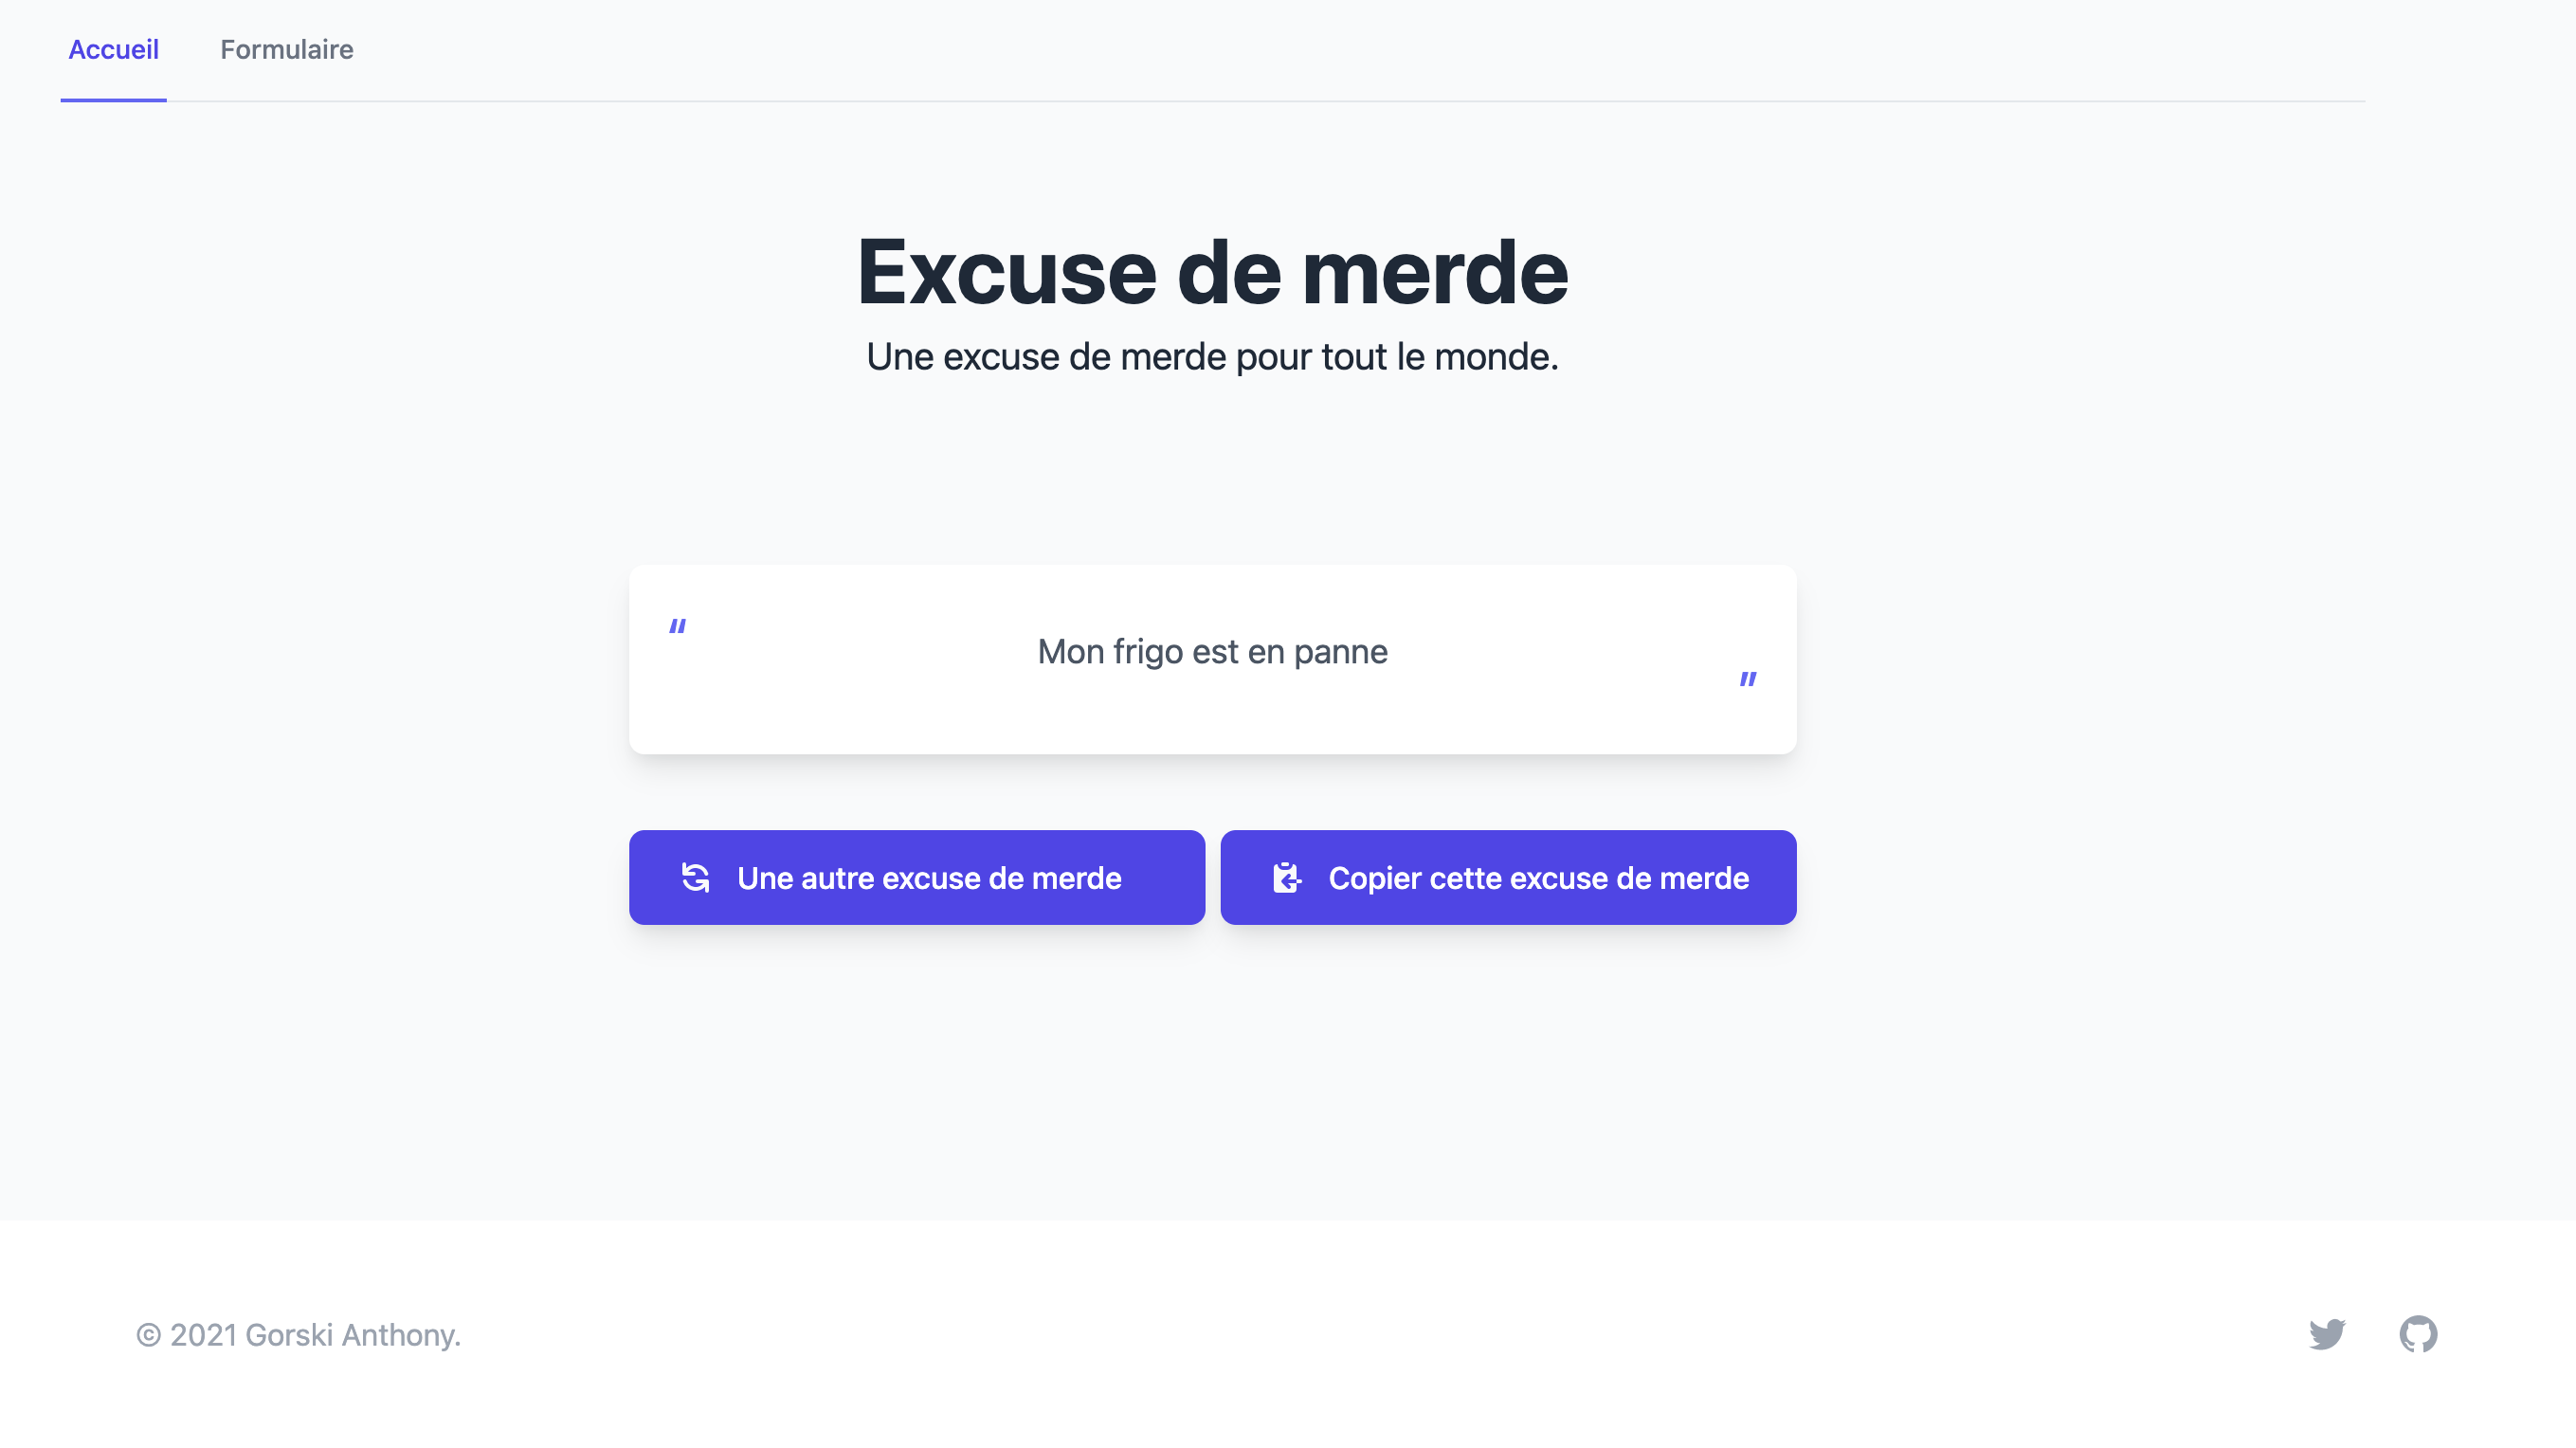 Accueil Formulaire
Excuse de merde
Une excuse de merde pour tout le monde.
“ Mon frigo est en panne ”
Une autre excuse de merde
Copier cette excuse de merde
© 2021 Gorski Anthony.